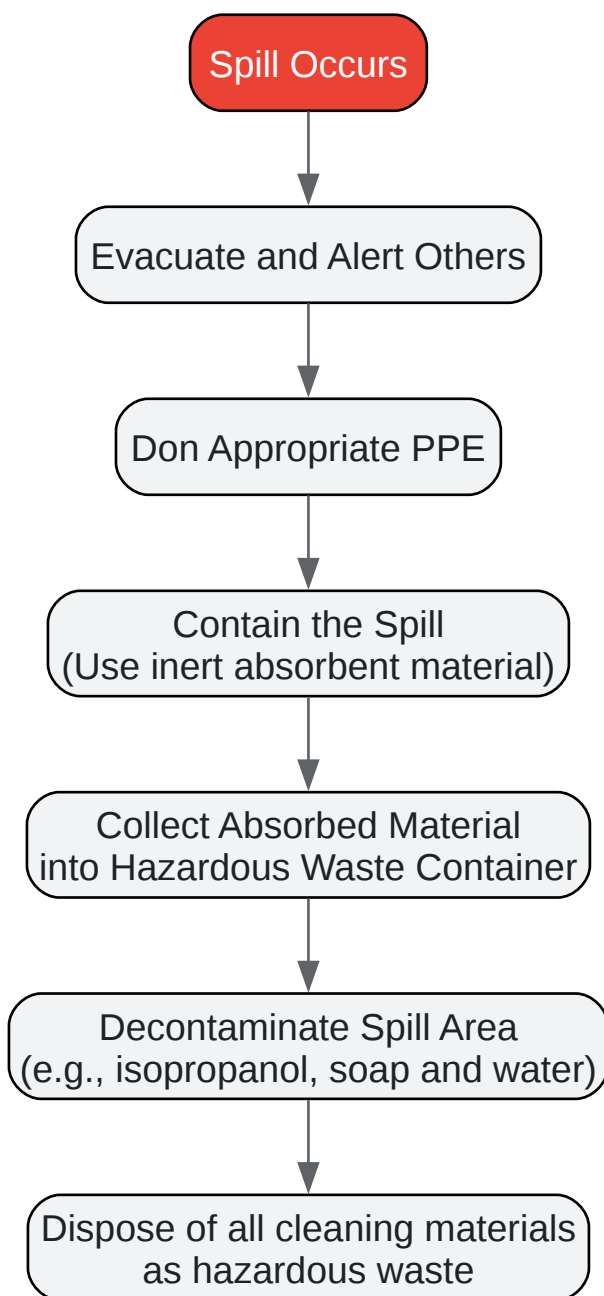 Spill Occurs
Evacuate and Alert Others
Don Appropriate PPE
Contain the Spill
(Use inert absorbent material)
Collect Absorbed Material
into Hazardous Waste Container
Decontaminate Spill Area
(e.g., isopropanol, soap and water)
Dispose of all cleaning materials
as hazardous waste